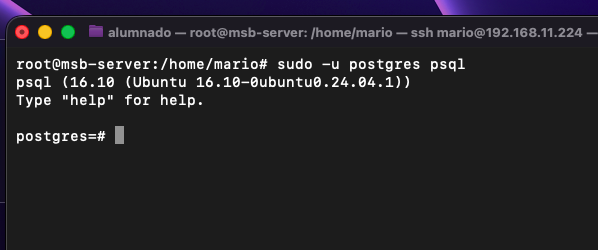 alumnado — root@msb-server: /home/mario — ssh mario@192.168.11.224 —
root@msb-server:/home/mario# sudo -u postgres psql
psql (16.10 (Ubuntu 16.10-0ubuntu0.24.04.1))
Type "help" for help.
postgres=#